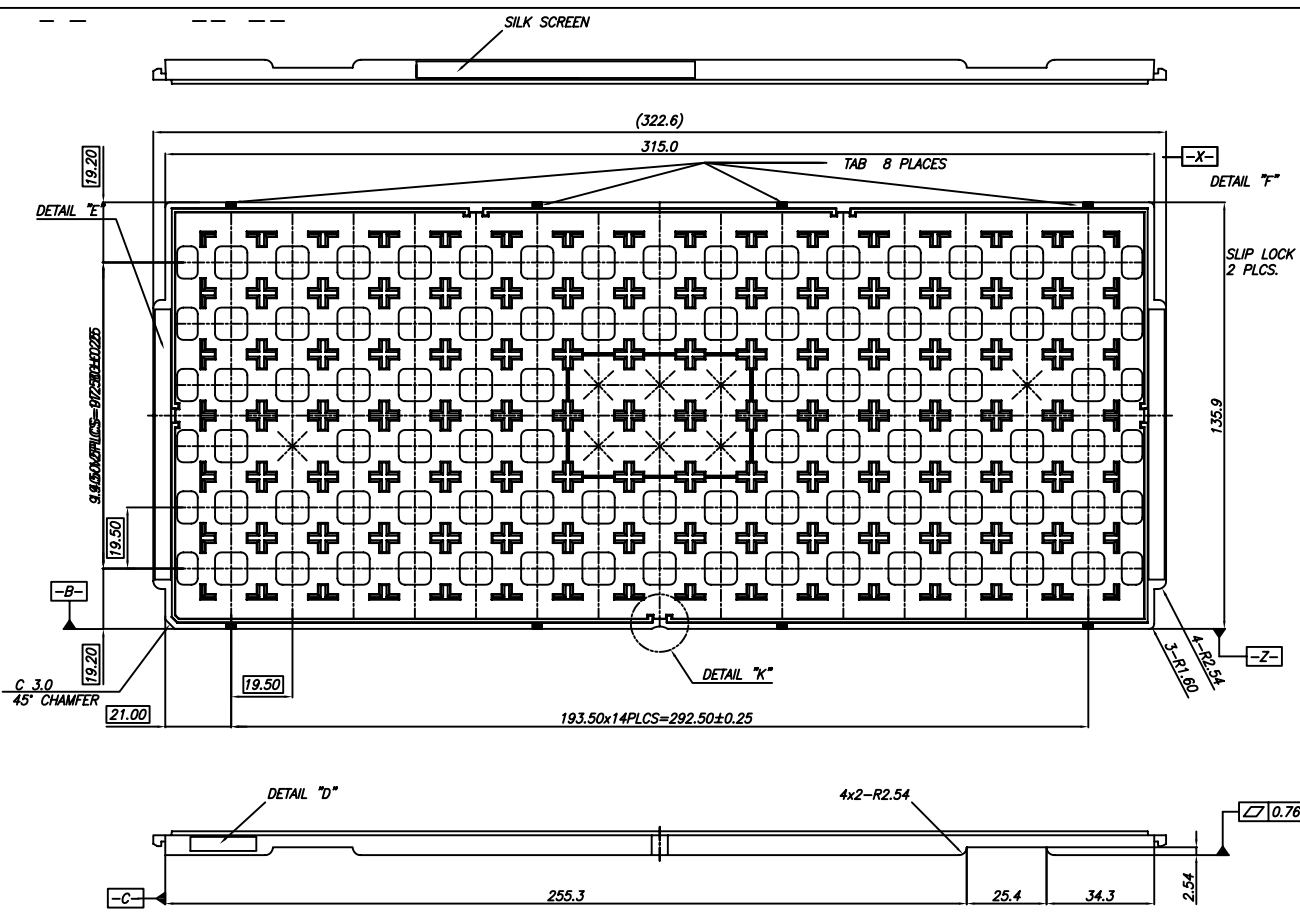 SILK SCREEN
(322.6)
315.0
19.20
TAB 8 PLACES
-X-
DETAIL "F"
DETAIL "E"
SLIP LOCK
2 PLCS.
135.9
19.50
-B-
19.20
C 3.0
45° CHAMFER
21.00
19.50
DETAIL "K"
193.50x14PLCS=292.50±0.25
-Z-
4-R2.54
3-R1.60
DETAIL "D"
4x2-R2.54
0.76
-C-
255.3
25.4
34.3
2.54